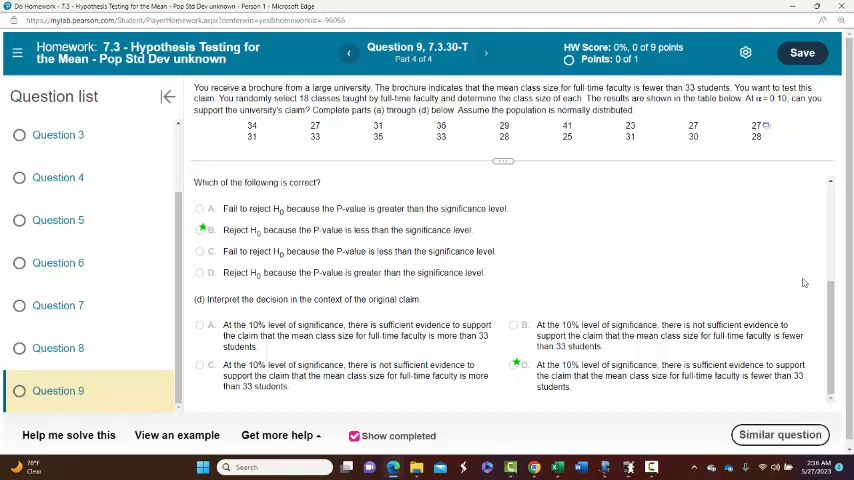 Do Homework - 7.3 - Hypothesis Testing for the Mean - Pop Std Dev unknown - Person 1 - Microsoft Edge
https://mylab.pearson.com/Student/PlayerHomework.aspx?centerwin=yes&homeworkId=-96066
Homework: 7.3 - Hypothesis Testing for the Mean - Pop Std Dev unknown
Question 9, 7.3.30-T
Part 4 of 4
HW Score: 0%, 0 of 9 points
Points: 0 of 1
Save
Question list
Question 3
Question 4
Question 5
Question 6
Question 7
Question 8
Question 9
You receive a brochure from a large university. The brochure indicates that the mean class size for full-time faculty is fewer than 33 students. You want to test this
claim. You randomly select 18 classes taught by full-time faculty and determine the class size of each. The results are shown in the table below. At α = 0.10, can you
support the university's claim? Complete parts (a) through (d) below. Assume the population is normally distributed.
34 27 31 36 29 41 23 27 27
31 33 35 33 28 25 31 30 28
Which of the following is correct?
A. Fail to reject H0 because the P-value is greater than the significance level.
B. Reject H0 because the P-value is less than the significance level.
C. Fail to reject H0 because the P-value is less than the significance level.
D. Reject H0 because the P-value is greater than the significance level.
(d) Interpret the decision in the context of the original claim.
A. At the 10% level of significance, there is sufficient evidence to support
the claim that the mean class size for full-time faculty is more than 33
students.
B. At the 10% level of significance, there is not sufficient evidence to
support the claim that the mean class size for full-time faculty is fewer
than 33 students.
C. At the 10% level of significance, there is not sufficient evidence to
support the claim that the mean class size for full-time faculty is more
than 33 students.
D. At the 10% level of significance, there is sufficient evidence to support
the claim that the mean class size for full-time faculty is fewer than 33
students.
Help me solve this
View an example
Get more help
Show completed
Similar question
78°F
Clear
Search
2:16 AM
5/27/2023